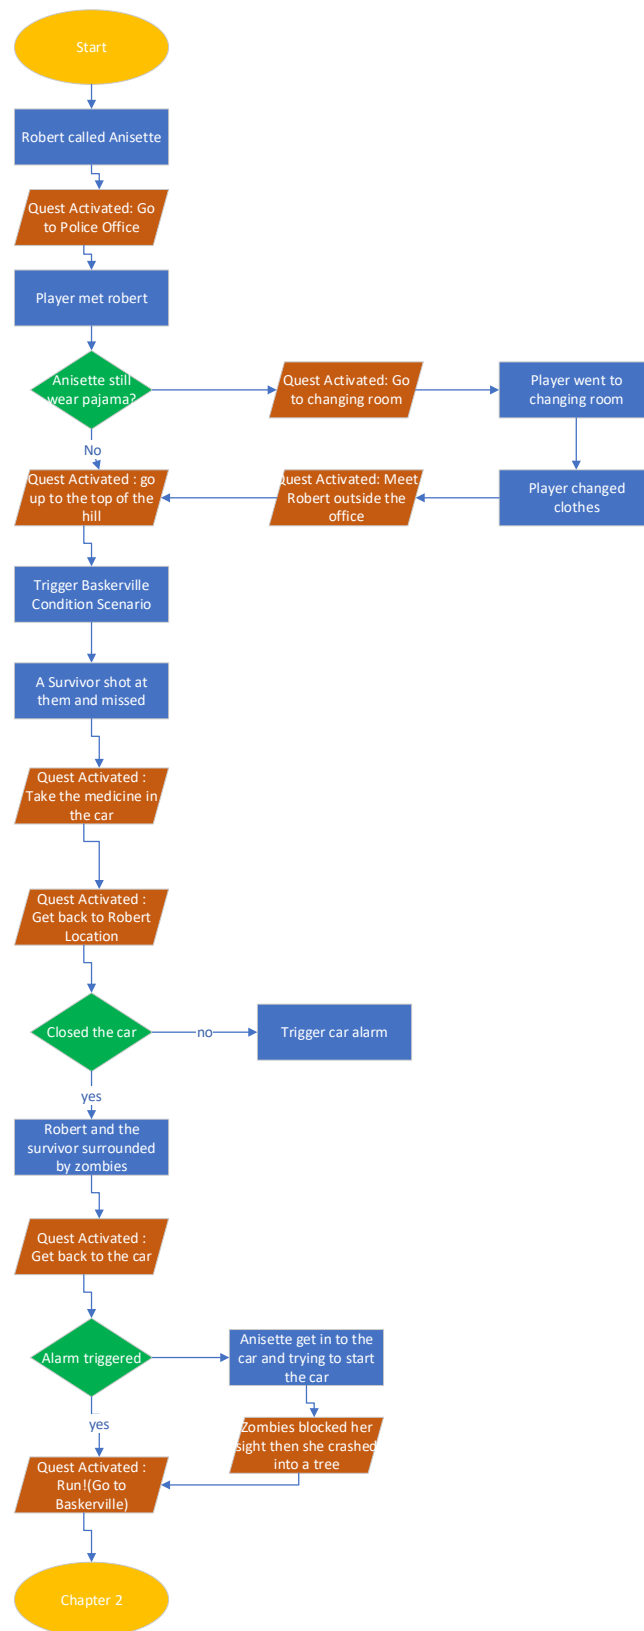 Start
Robert called Anisette
Quest Activated: Go
to Police Office
Player met robert
Anisette still
wear pajama?
Quest Activated: Go
to changing room
Player went to
changing room
No
Quest Activated : go
up to the top of the
hill
Quest Activated: Meet
Robert outside the
office
Player changed
clothes
Trigger Baskerville
Condition Scenario
A Survivor shot at
them and missed
Quest Activated :
Take the medicine in
the car
Quest Activated :
Get back to Robert
Location
Closed the car
no
Trigger car alarm
yes
Robert and the
survivor surrounded
by zombies
Quest Activated :
Get back to the car
Alarm triggered
Anisette get in to the
car and trying to start
the car
yes
Zombies blocked her
sight then she crashed
into a tree
Quest Activated :
Run!(Go to
Baskerville)
Chapter 2